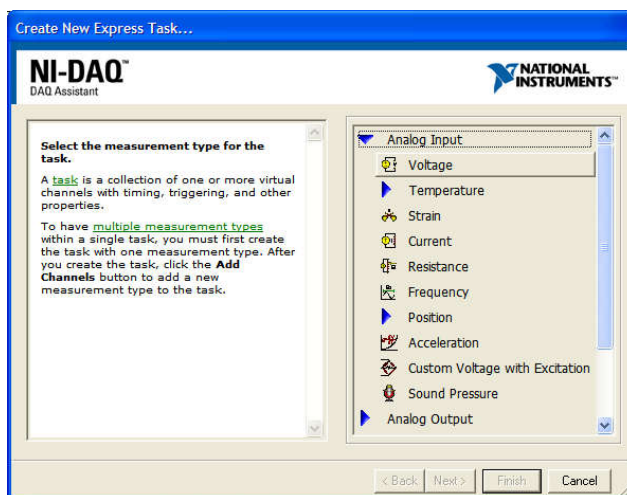 Create New Express Task...
NI-DAQ™
DAQ Assistant
NATIONAL
INSTRUMENTS™
Select the measurement type for the
task.
A task is a collection of one or more virtual
channels with timing, triggering, and other
properties.
To have multiple measurement types
within a single task, you must first create
the task with one measurement type. After
you create the task, click the Add
Channels button to add a new
measurement type to the task.
Analog Input
Voltage
Temperature
Strain
Current
Resistance
Frequency
Position
Acceleration
Custom Voltage with Excitation
Sound Pressure
Analog Output
< Back
Next >
Finish
Cancel